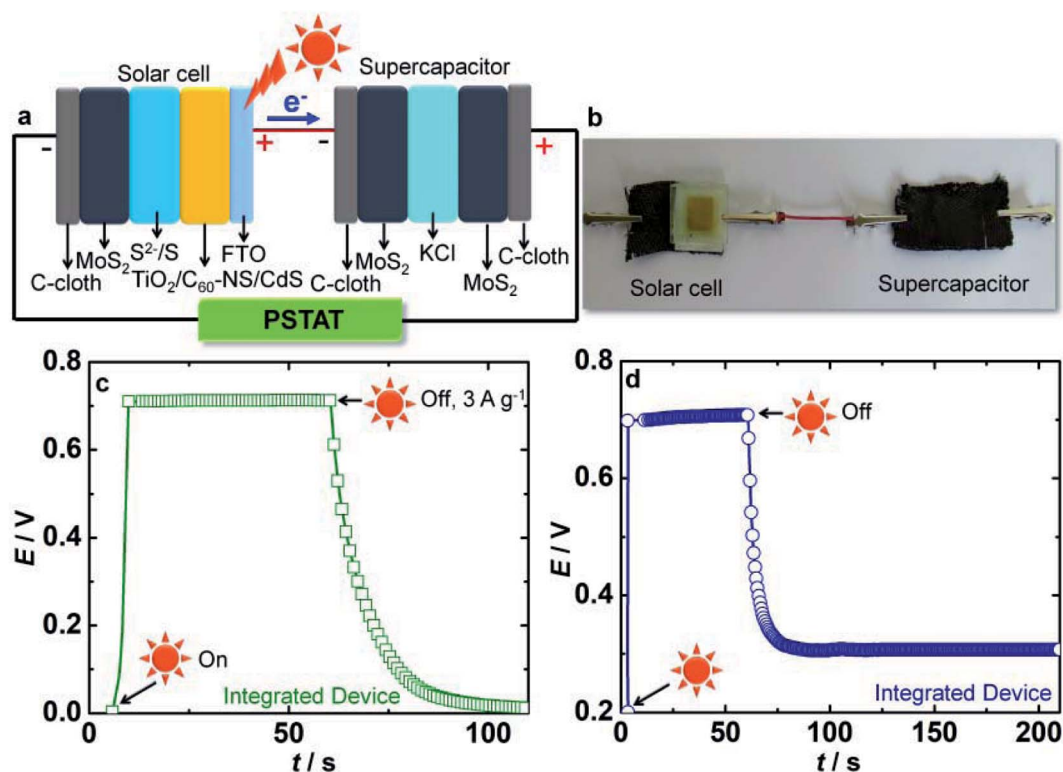 Solar cell
Supercapacitor
a
e⁻
b
-
+
-
+
C-cloth
MoS₂
S²⁻/S
TiO₂/C₆₀-NS/CdS
FTO
C-cloth
MoS₂
KCl
MoS₂
C-cloth
PSTAT
Solar cell
Supercapacitor
c
0.8
0.6
0.4
0.2
0.0
E / V
Off, 3 A g⁻¹
On
Integrated Device
0
50
100
t / s
d
0.8
0.6
0.4
0.2
E / V
Off
Integrated Device
0
50
100
150
200
t / s